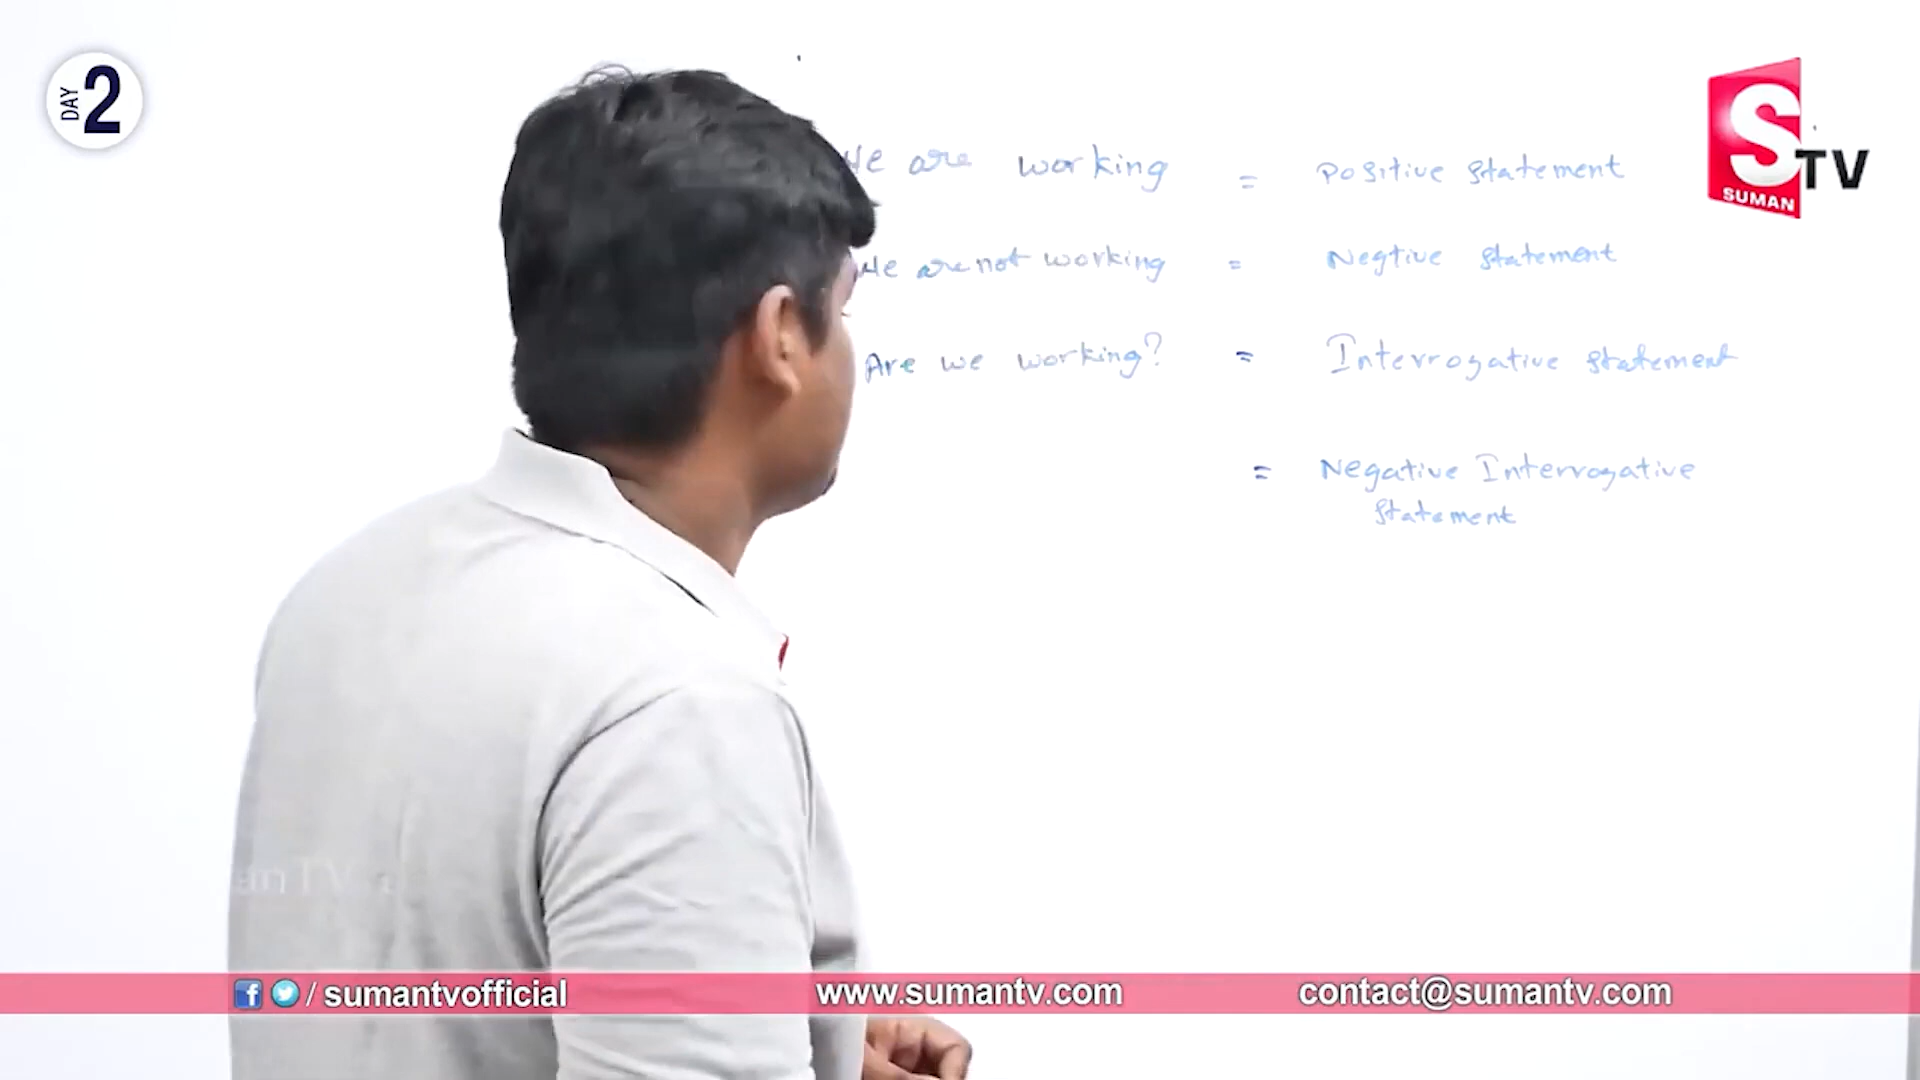 DAY 2
S TV
SUMAN
We are working = Positive Statement
We are not working = Negtive Statement
Are we working? = Interrogative Statement
= Negative Interrogative
Statement
/ sumantvofficial www.sumantv.com contact@sumantv.com